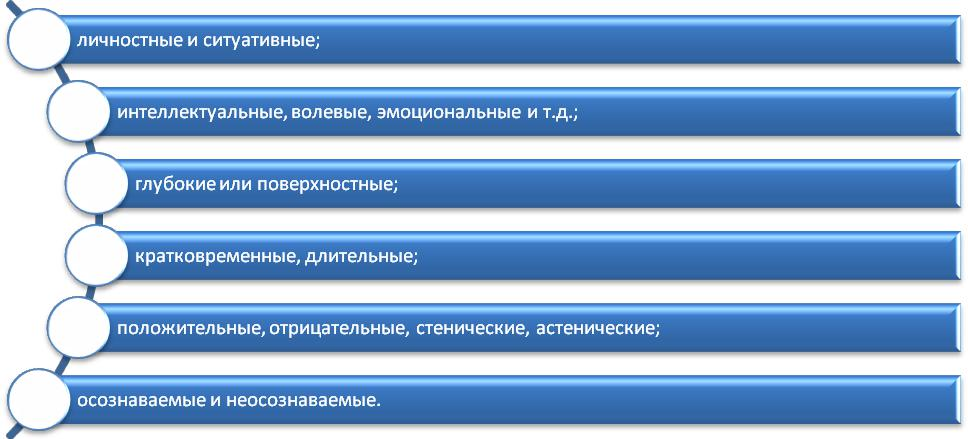 личностные и ситуативные;
интеллектуальные, волевые, эмоциональные и т.д.;
глубокие или поверхностные;
кратковременные, длительные;
положительные, отрицательные, стенические, астенические;
осознаваемые и неосознаваемые.